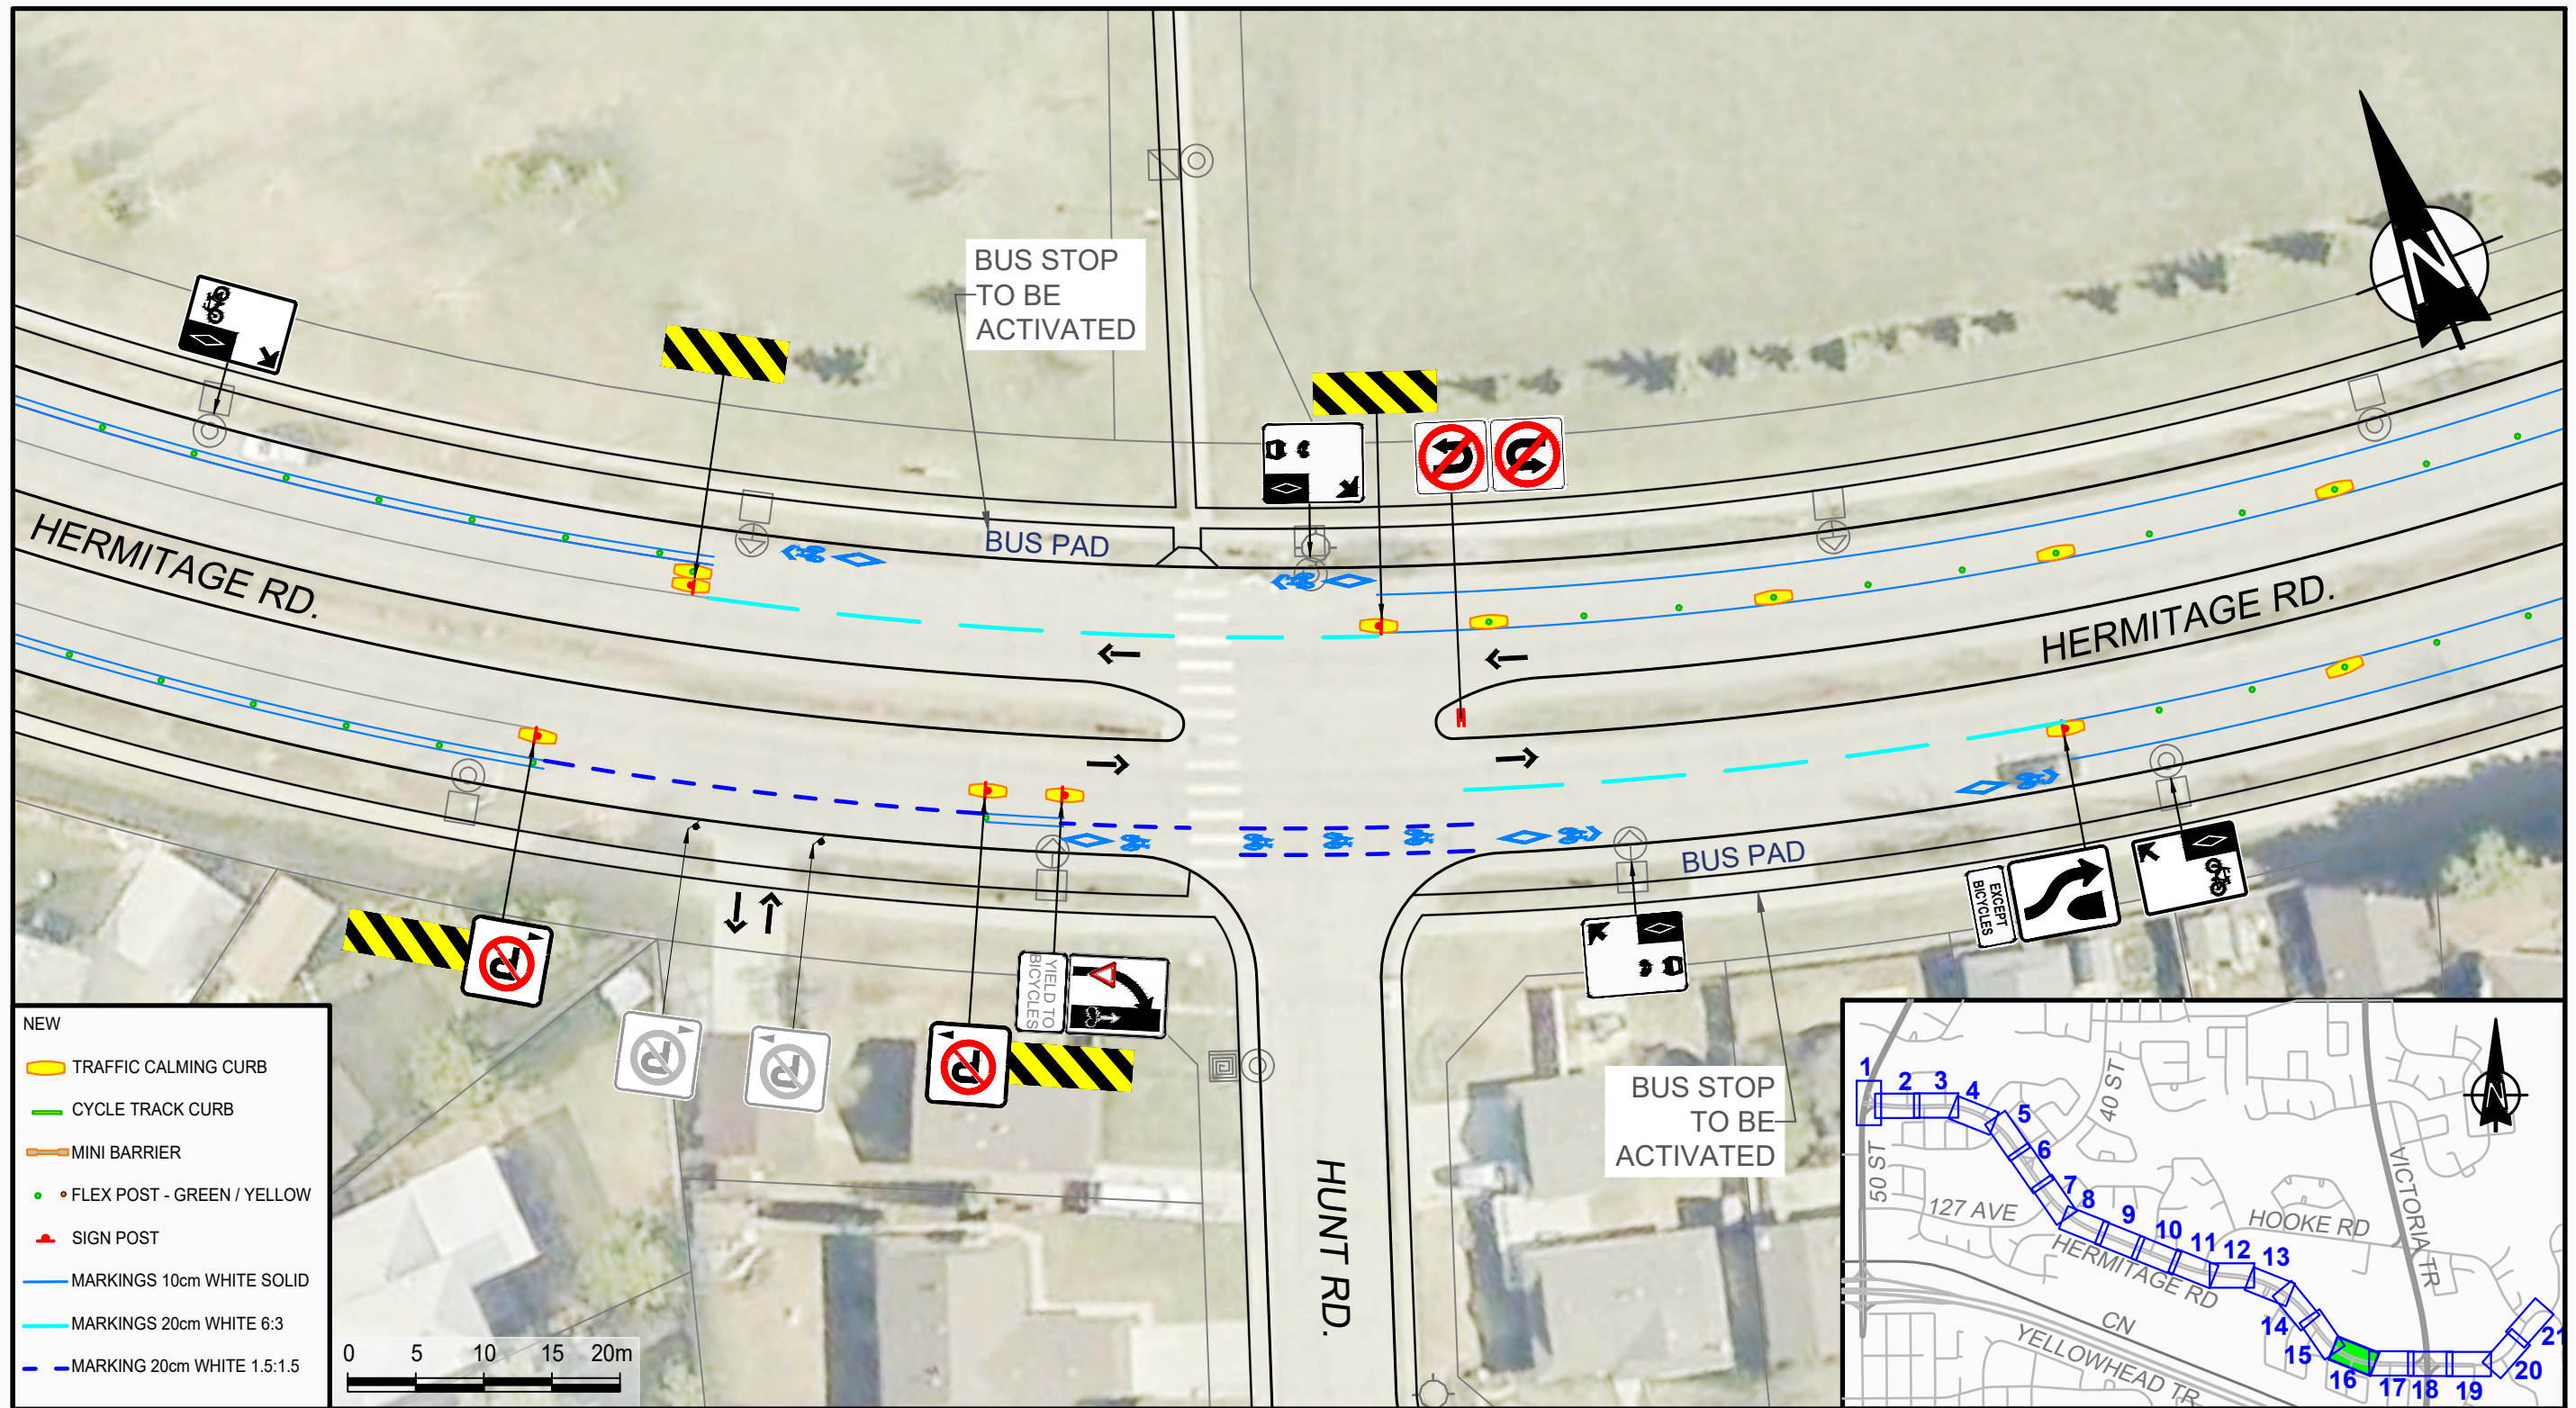 BUS STOP
TO BE
ACTIVATED
N
BUS PAD
HERMITAGE RD.
HERMITAGE RD.
BUS PAD
EXCEPT
BICYCLES
YIELD TO
BICYCLES
BUS STOP
TO BE
ACTIVATED
HUNT RD.
NEW
TRAFFIC CALMING CURB
CYCLE TRACK CURB
MINI BARRIER
FLEX POST - GREEN / YELLOW
SIGN POST
MARKINGS 10cm WHITE SOLID
MARKINGS 20cm WHITE 6:3
MARKING 20cm WHITE 1.5:1.5
0 5 10 15 20m
1
2
3
4
5
6
7
8
9
10
11
12
13
14
15
16
17
18
19
20
21
50 ST
40 ST
127 AVE
HOOKE RD
VICTORIA TR
HERMITAGE RD
CN
YELLOWHEAD TR
N